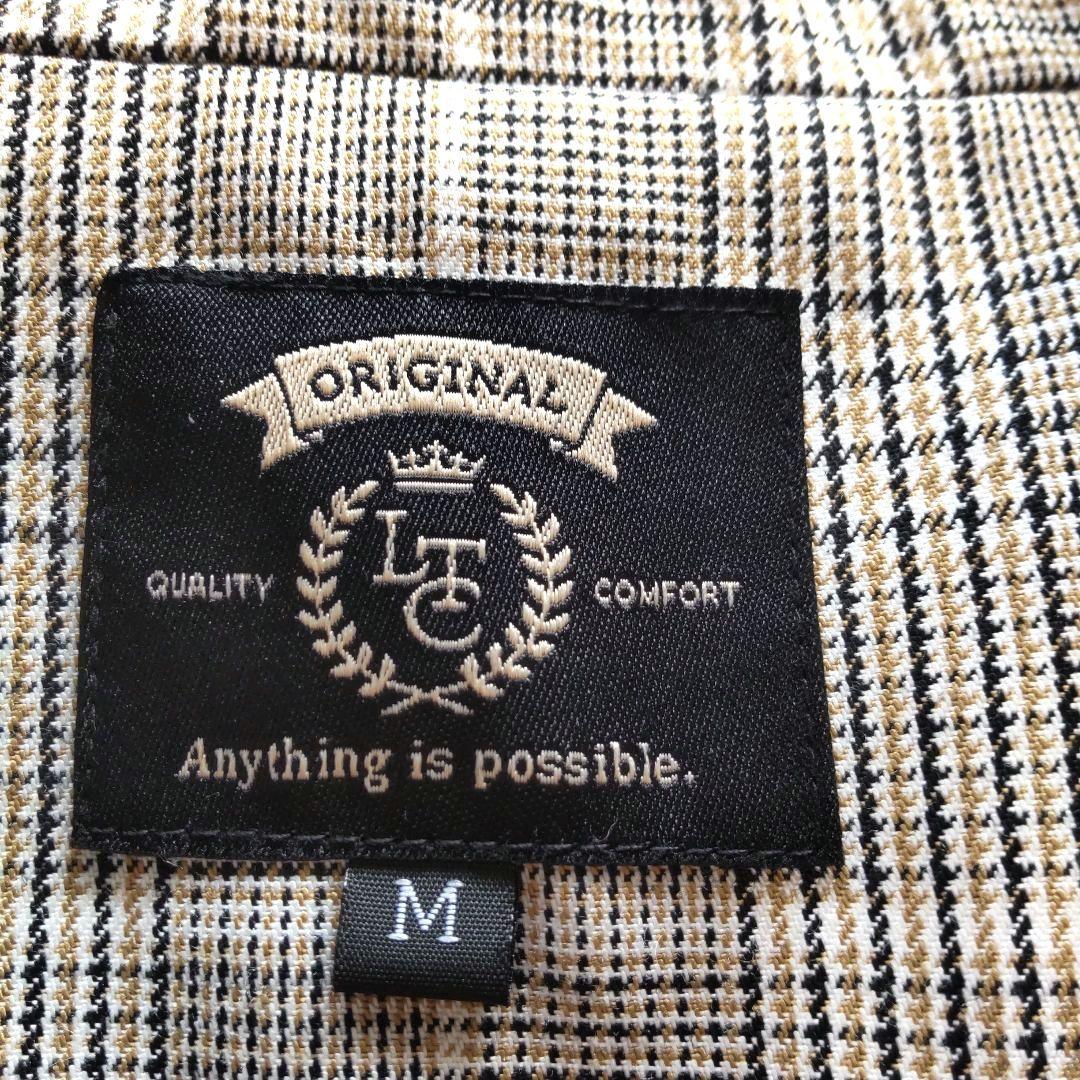 ORIGINAL
LTC
QUALITY COMFORT
Anything is possible.
M